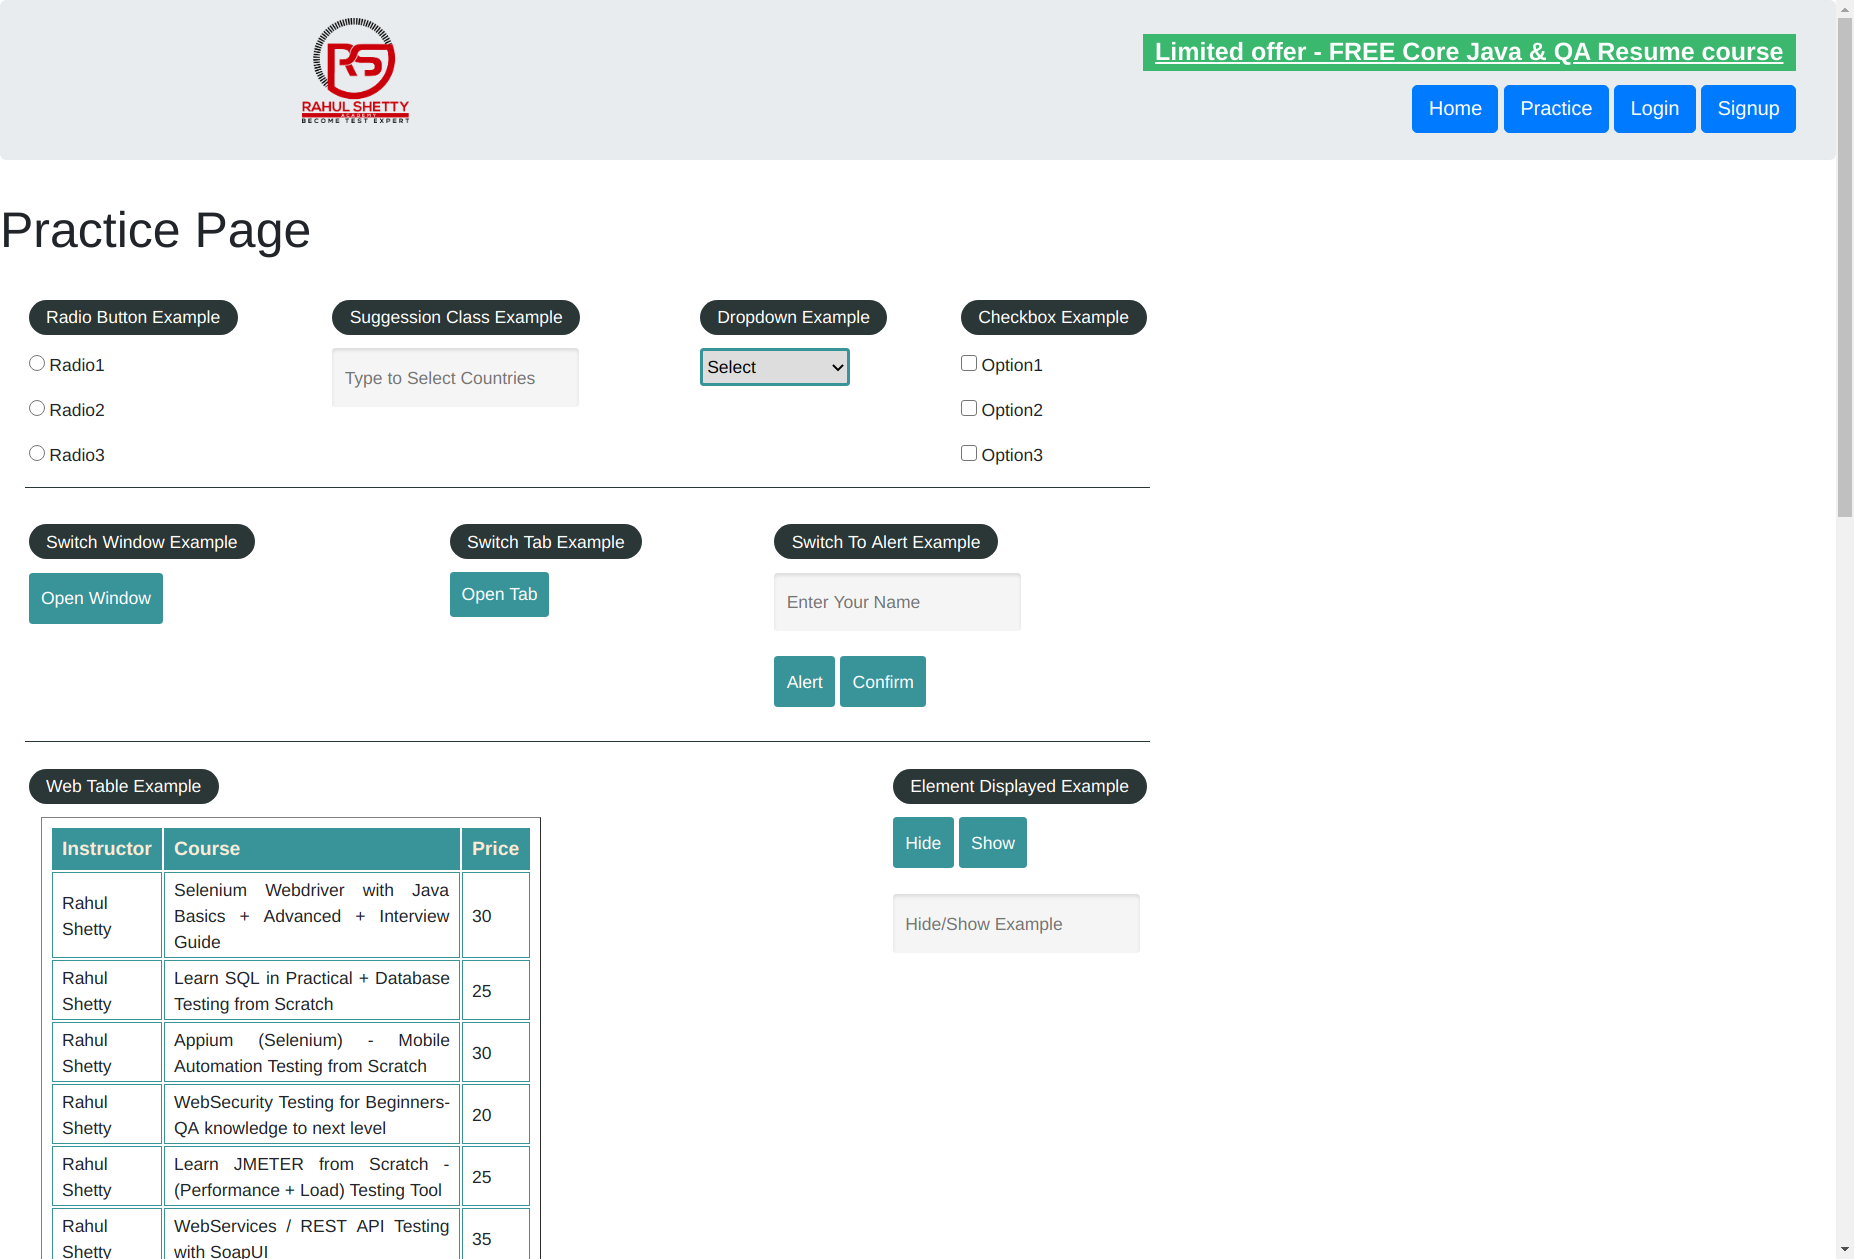 RAHUL SHETTY
ACADEMY
BECOME TEST EXPERT
Limited offer - FREE Core Java & QA Resume course
Home Practice Login Signup
Practice Page
Radio Button Example
Radio1
Radio2
Radio3
Suggession Class Example
Type to Select Countries
Dropdown Example
Select
Checkbox Example
Option1
Option2
Option3
Switch Window Example
Open Window
Switch Tab Example
Open Tab
Switch To Alert Example
Enter Your Name
Alert Confirm
Web Table Example
Instructor Course Price
Rahul
Shetty
Selenium Webdriver with Java
Basics + Advanced + Interview
Guide
30
Rahul
Shetty
Learn SQL in Practical + Database
Testing from Scratch
25
Rahul
Shetty
Appium (Selenium) - Mobile
Automation Testing from Scratch
30
Rahul
Shetty
WebSecurity Testing for Beginners-
QA knowledge to next level
20
Rahul
Shetty
Learn JMETER from Scratch -
(Performance + Load) Testing Tool
25
Rahul
Shetty
WebServices / REST API Testing
with SoapUI
35
Element Displayed Example
Hide Show
Hide/Show Example